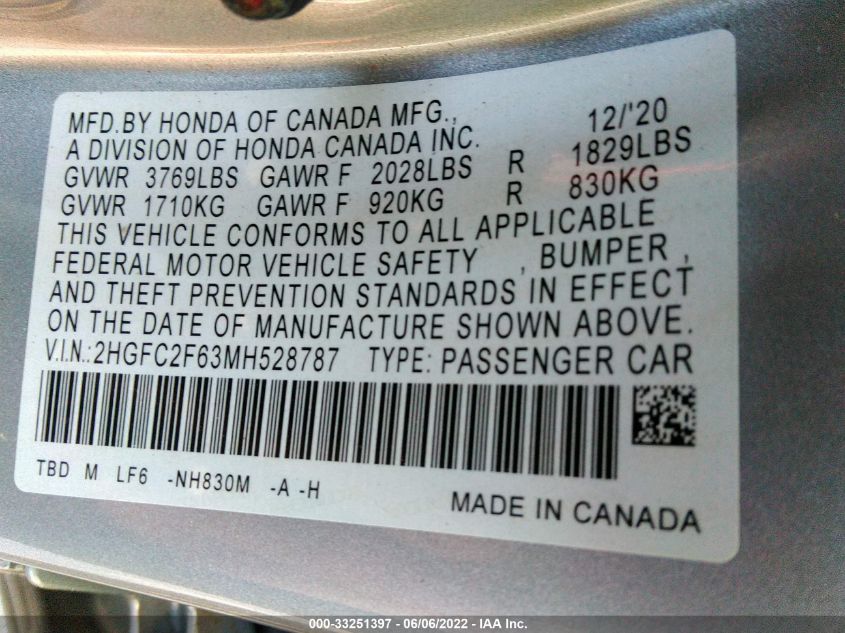 MFD.BY HONDA OF CANADA MFG., 12/'20
A DIVISION OF HONDA CANADA INC.
GVWR 3769LBS GAWR F 2028LBS R 1829LBS
GVWR 1710KG GAWR F 920KG R 830KG
THIS VEHICLE CONFORMS TO ALL APPLICABLE
FEDERAL MOTOR VEHICLE SAFETY , BUMPER ,
AND THEFT PREVENTION STANDARDS IN EFFECT
ON THE DATE OF MANUFACTURE SHOWN ABOVE.
V.I.N.:2HGFC2F63MH528787 TYPE: PASSENGER CAR
TBD M LF6 -NH830M -A -H
MADE IN CANADA
000-33251397 - 06/06/2022 - IAA Inc.